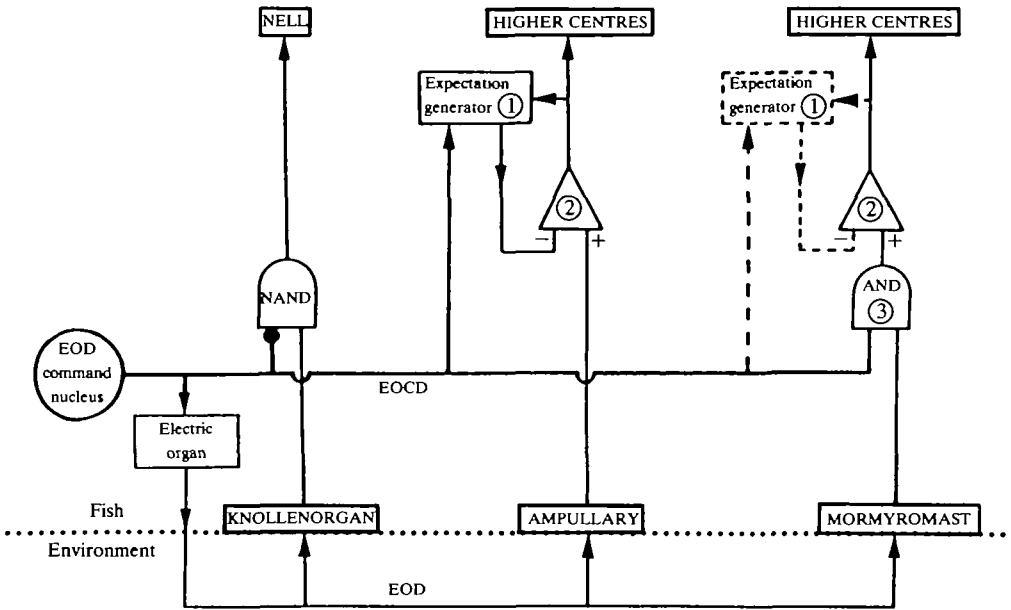 NELL
HIGHER CENTRES
HIGHER CENTRES
Expectation
generator ①
Expectation
generator ①
②
②
− +
− +
NAND
AND
③
EOD
command
nucleus
EOCD
Electric
organ
Fish
KNOLLENORGAN
AMPULLARY
MORMYROMAST
Environment
EOD